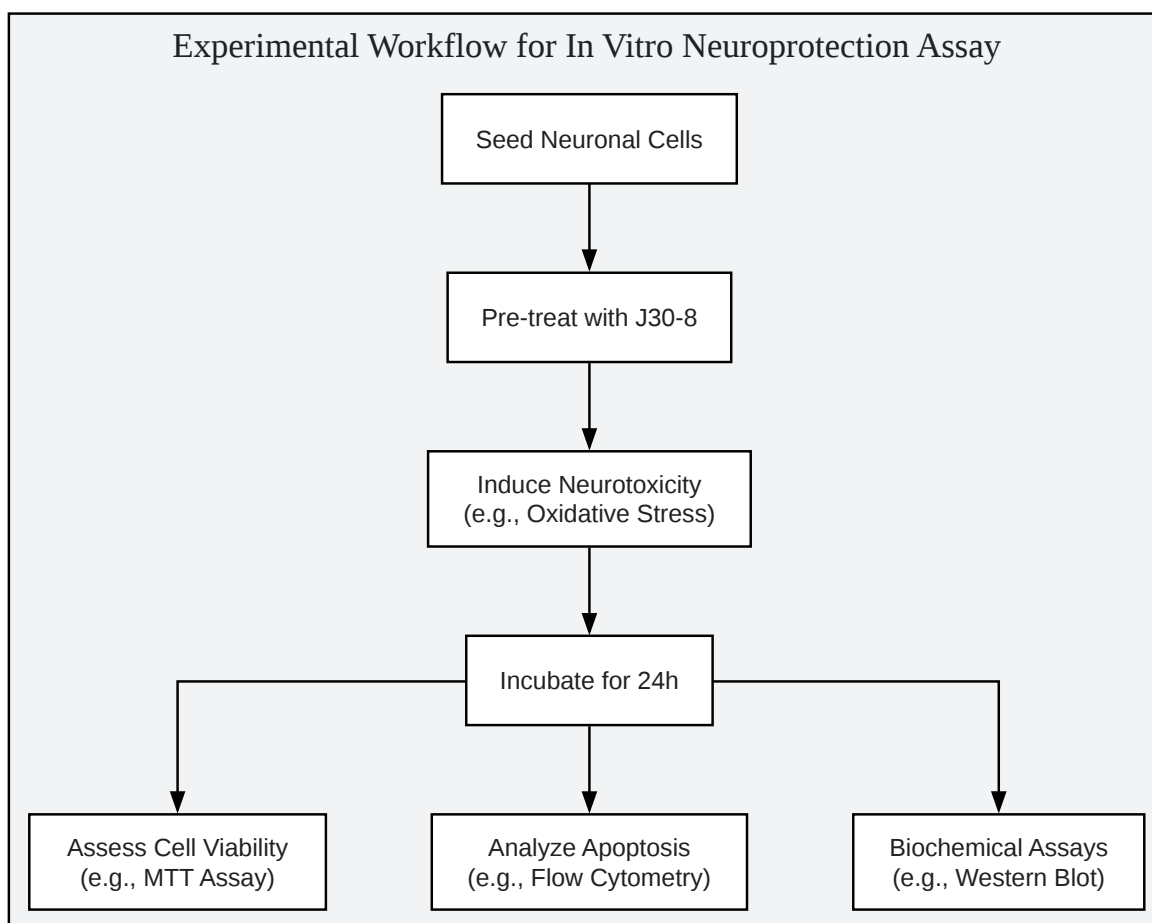 Experimental Workflow for In Vitro Neuroprotection Assay
Seed Neuronal Cells
Pre-treat with J30-8
Induce Neurotoxicity
(e.g., Oxidative Stress)
Incubate for 24h
Assess Cell Viability
(e.g., MTT Assay)
Analyze Apoptosis
(e.g., Flow Cytometry)
Biochemical Assays
(e.g., Western Blot)